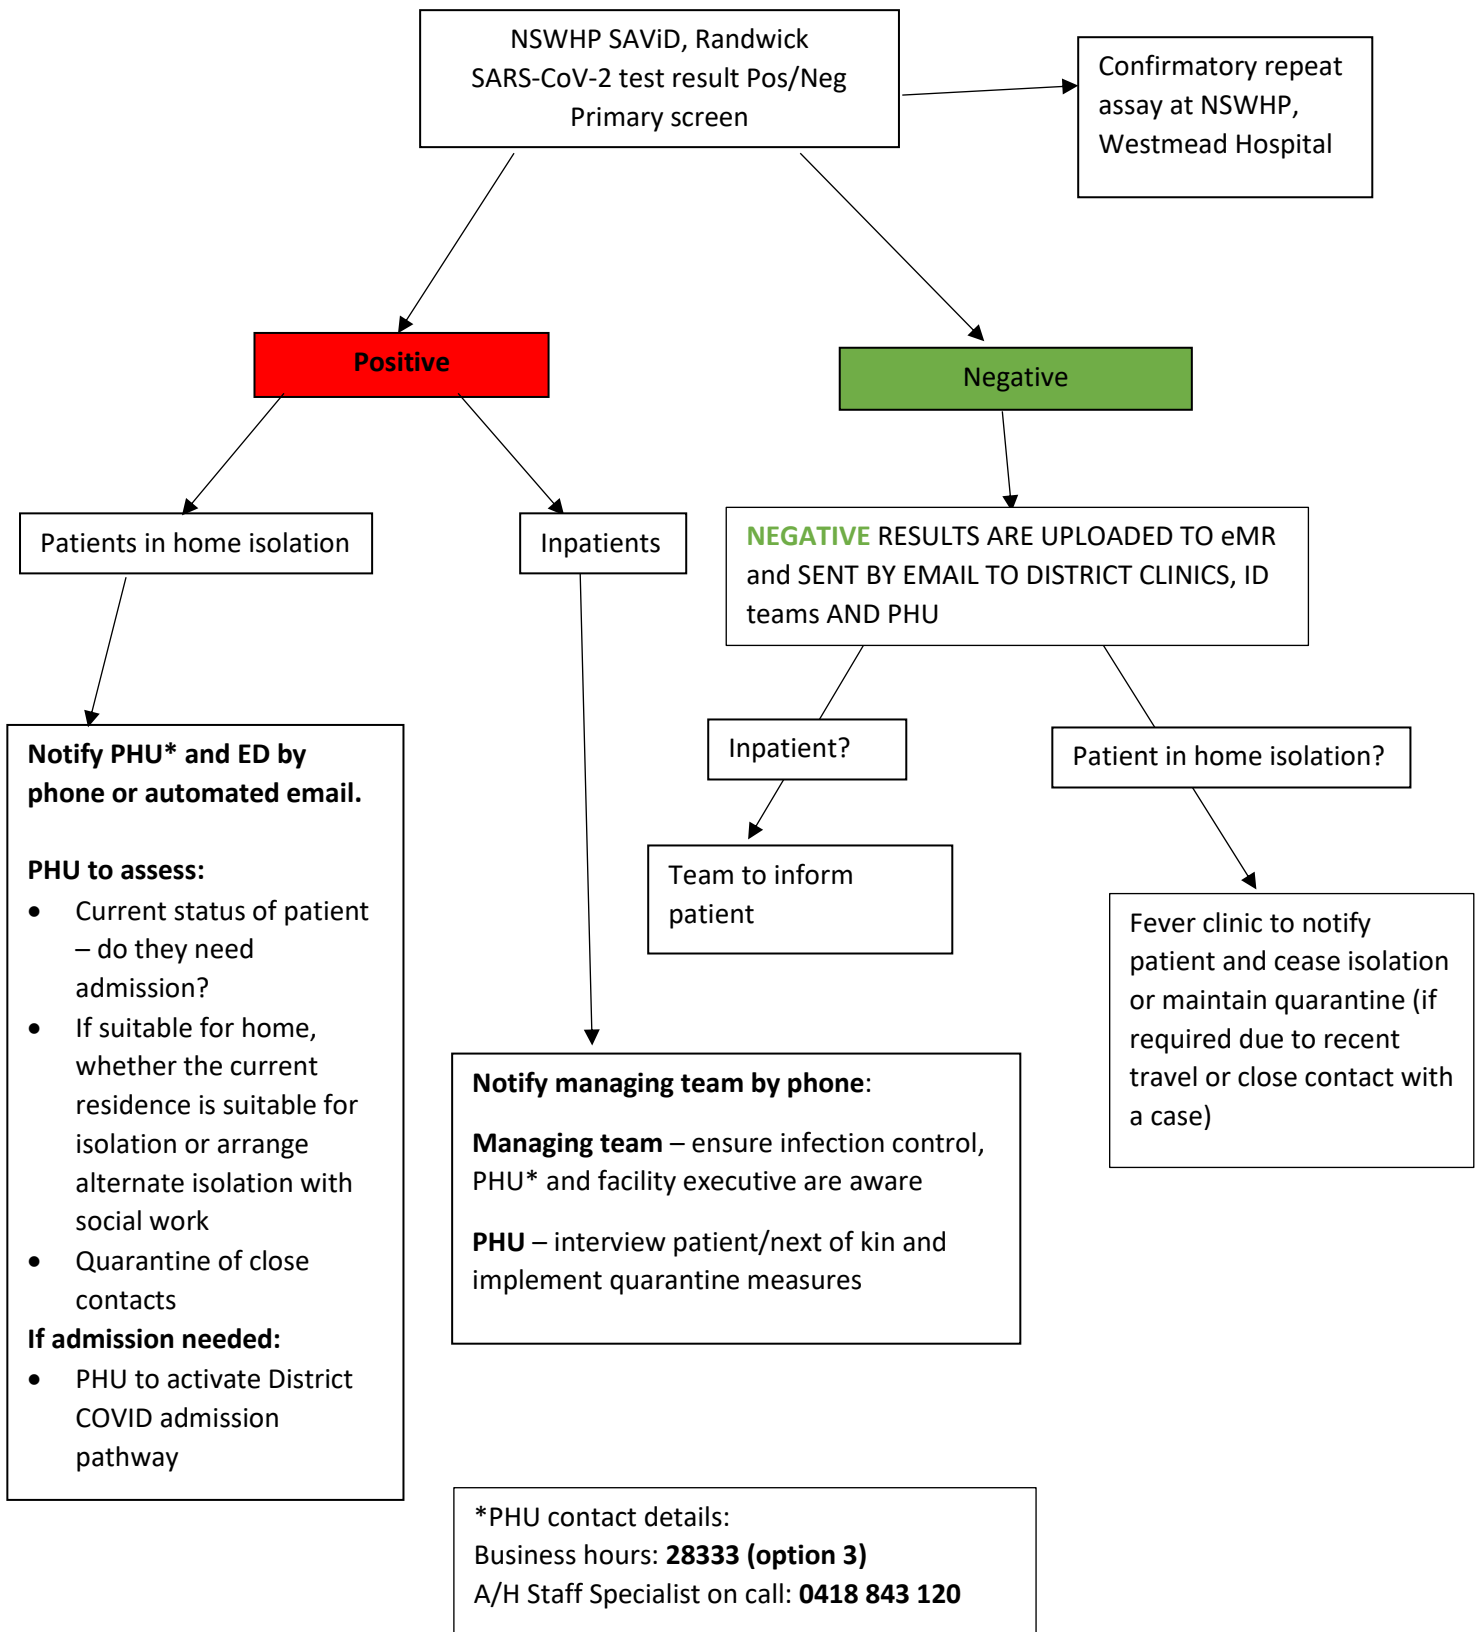 NSWHP SAViD, Randwick
SARS-CoV-2 test result Pos/Neg
Primary screen
Confirmatory repeat
assay at NSWHP,
Westmead Hospital
Positive
Negative
Patients in home isolation
Inpatients
NEGATIVE RESULTS ARE UPLOADED TO eMR
and SENT BY EMAIL TO DISTRICT CLINICS, ID
teams AND PHU
Inpatient?
Patient in home isolation?
Team to inform
patient
Fever clinic to notify
patient and cease isolation
or maintain quarantine (if
required due to recent
travel or close contact with
a case)
Notify PHU* and ED by
phone or automated email.
PHU to assess:
• Current status of patient
– do they need
admission?
• If suitable for home,
whether the current
residence is suitable for
isolation or arrange
alternate isolation with
social work
• Quarantine of close
contacts
If admission needed:
• PHU to activate District
COVID admission
pathway
Notify managing team by phone:
Managing team – ensure infection control,
PHU* and facility executive are aware
PHU – interview patient/next of kin and
implement quarantine measures
*PHU contact details:
Business hours: 28333 (option 3)
A/H Staff Specialist on call: 0418 843 120